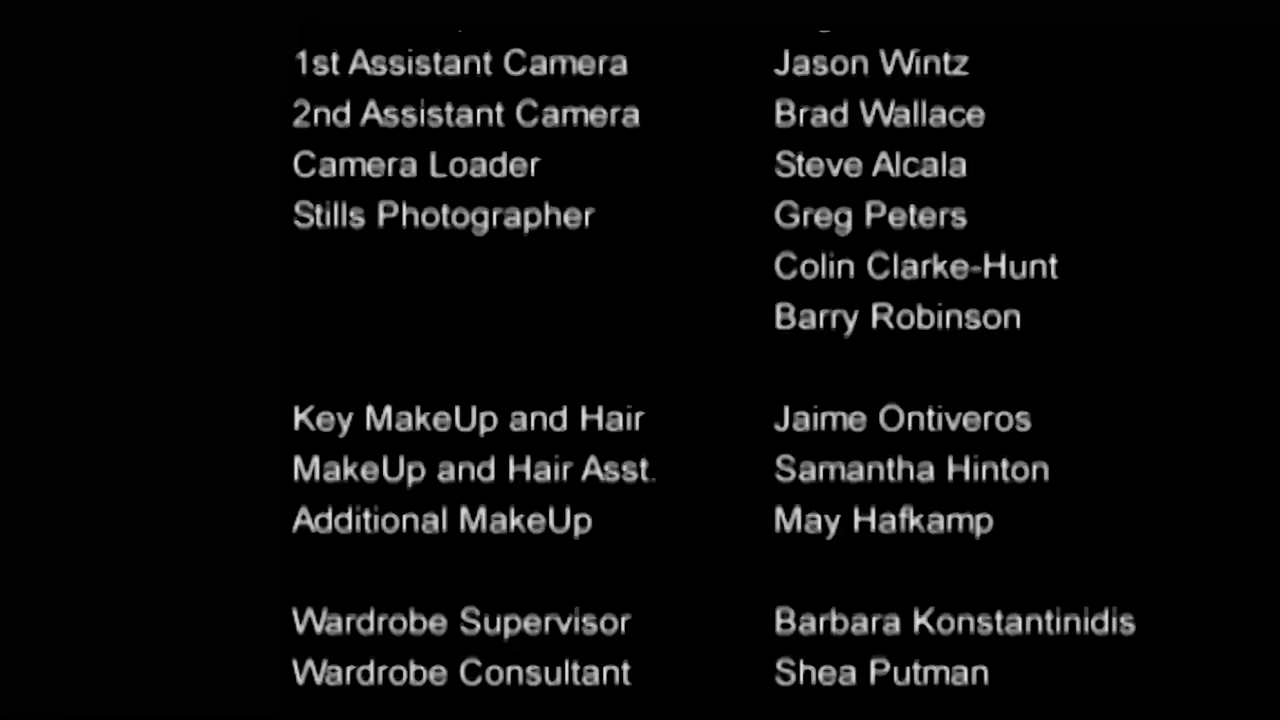 1st Assistant Camera Jason Wintz
2nd Assistant Camera Brad Wallace
Camera Loader Steve Alcala
Stills Photographer Greg Peters
Colin Clarke-Hunt
Barry Robinson
Key MakeUp and Hair Jaime Ontiveros
MakeUp and Hair Asst. Samantha Hinton
Additional MakeUp May Hafkamp
Wardrobe Supervisor Barbara Konstantinidis
Wardrobe Consultant Shea Putman